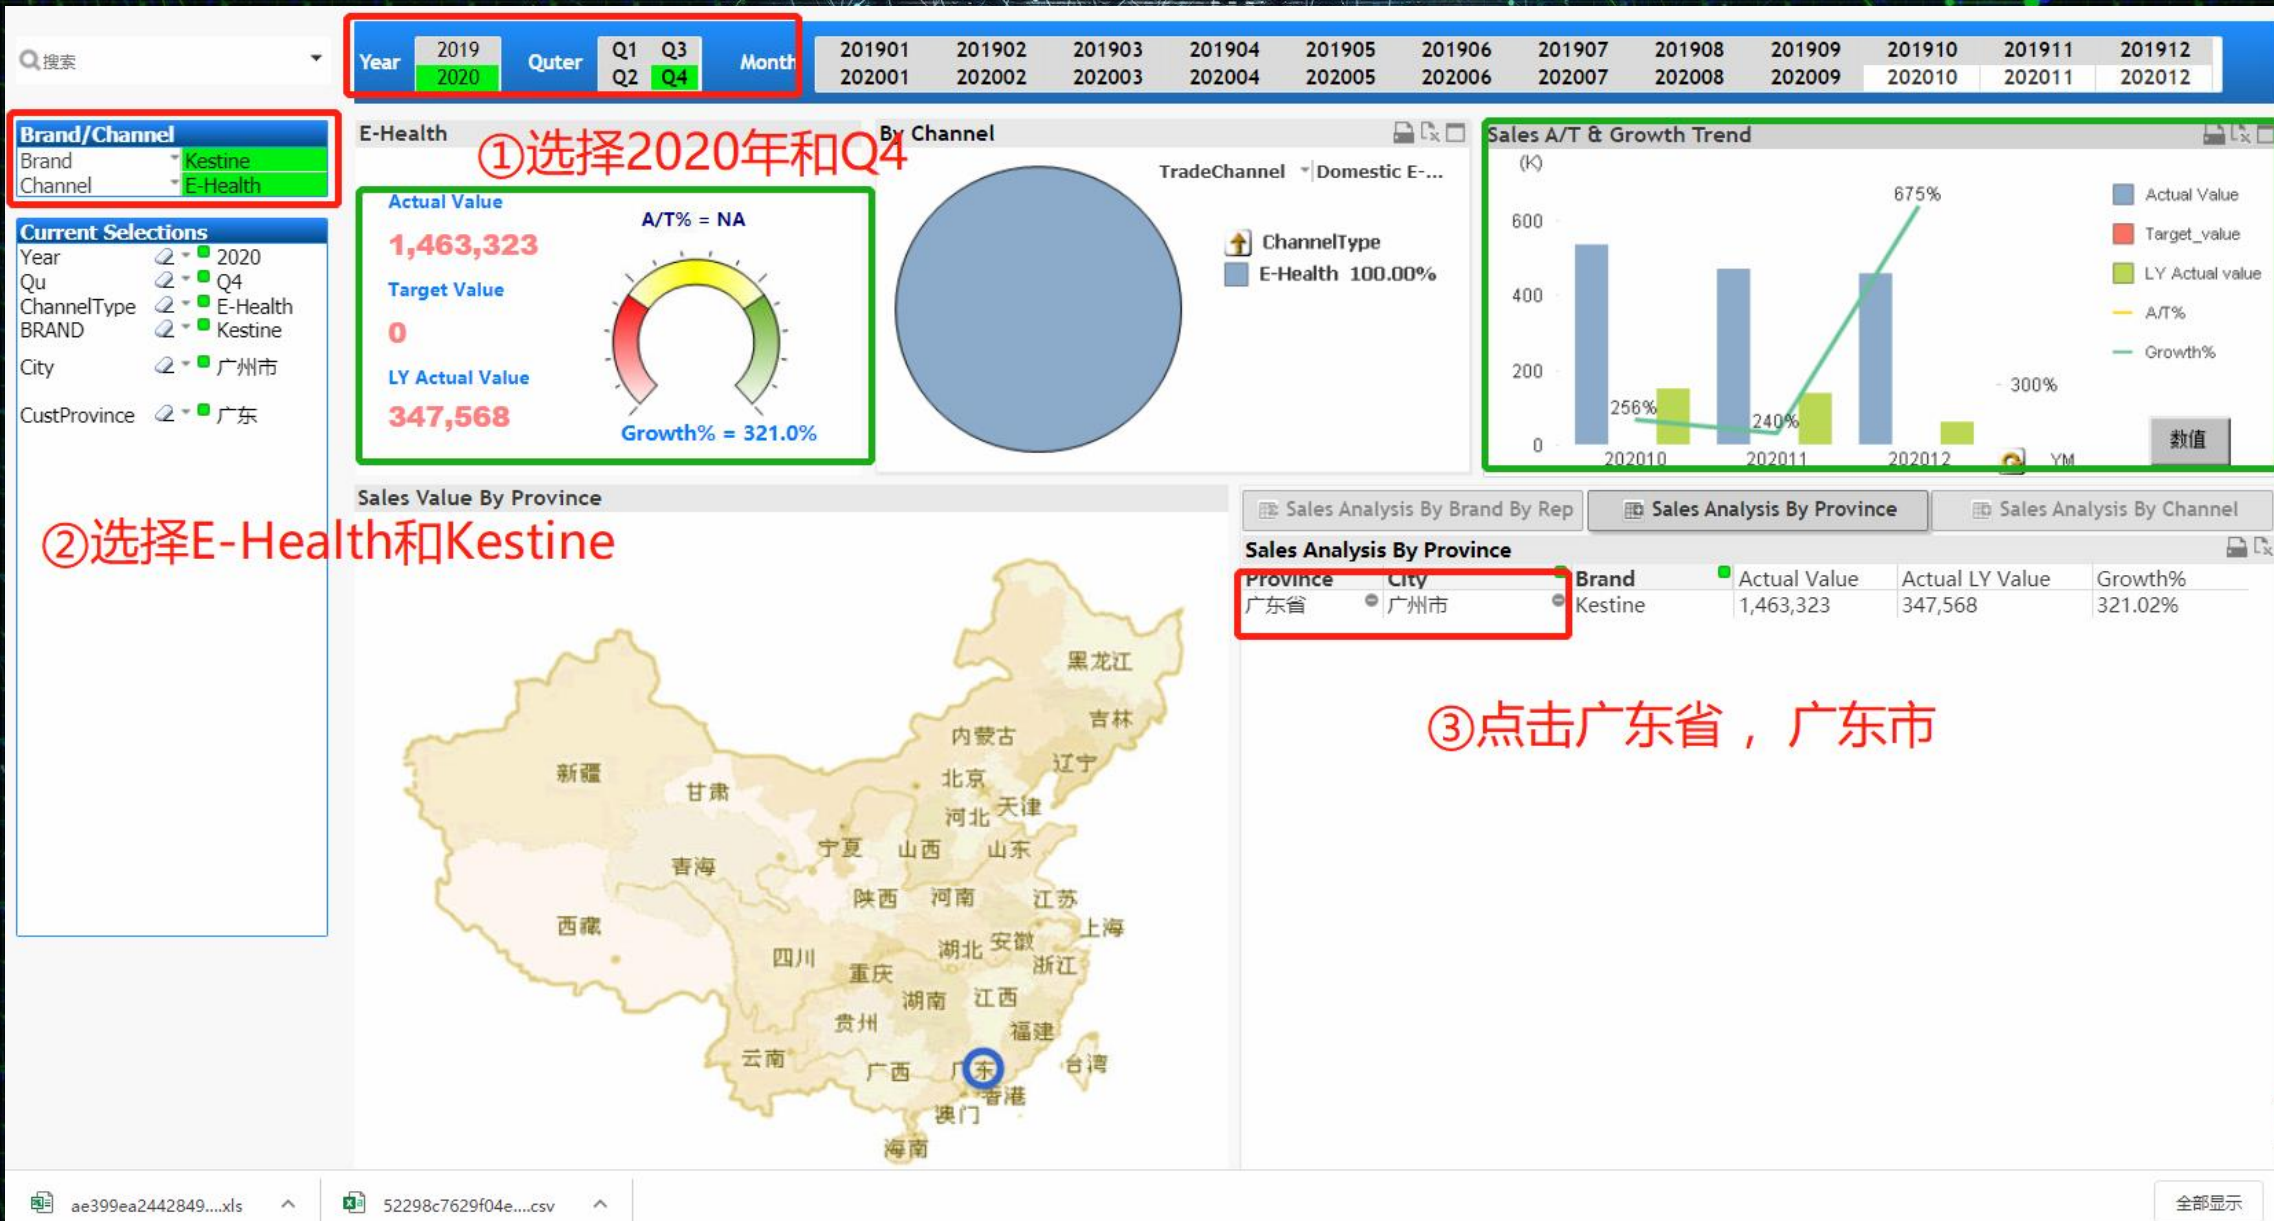 搜索
Year 2019 2020
Quter Q1 Q3 Q2 Q4
Month
201901 201902 201903 201904 201905 201906 201907 201908 201909 201910 201911 201912
202001 202002 202003 202004 202005 202006 202007 202008 202009 202010 202011 202012
Brand/Channel
Brand Kestine
Channel E-Health
Current Selections
Year 2020
Qu Q4
ChannelType E-Health
BRAND Kestine
City 广州市
CustProvince 广东
E-Health
①选择2020年和Q4
Actual Value
1,463,323
Target Value
0
LY Actual Value
347,568
A/T% = NA
Growth% = 321.0%
By Channel
TradeChannel Domestic E-...
ChannelType
E-Health 100.00%
Sales A/T & Growth Trend
(K)
600
400
200
0
675%
256%
240%
300%
202010 202011 202012 YM
Actual Value
Target_value
LY Actual value
A/T%
Growth%
数值
②选择E-Health和Kestine
Sales Value By Province
黑龙江
吉林
内蒙古
辽宁
新疆
北京
甘肃
天津
河北
宁夏
山西
山东
青海
陕西
河南
江苏
西藏
上海
四川
湖北
安徽
浙江
重庆
湖南
江西
贵州
福建
云南
广西
广东
台湾
香港
澳门
海南
Sales Analysis By Brand By Rep
Sales Analysis By Province
Sales Analysis By Channel
Sales Analysis By Province
Province City Brand Actual Value Actual LY Value Growth%
广东省 广州市 Kestine 1,463,323 347,568 321.02%
③点击广东省，广东市
ae399ea2442849....xls
52298c7629f04e....csv
全部显示